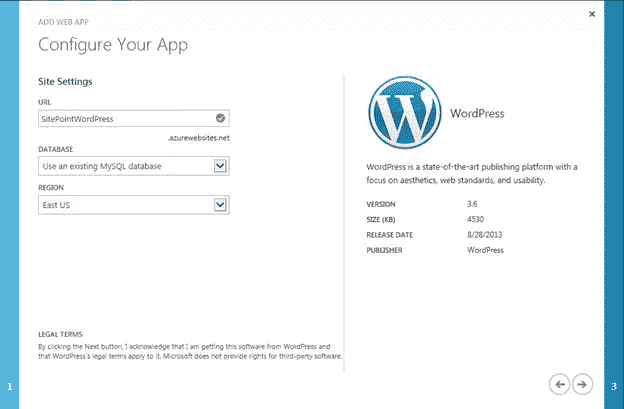 ADD WEB APP
Configure Your App
Site Settings
URL
SitePointWordPress
.azurewebsites.net
DATABASE
Use an existing MySQL database
REGION
East US
LEGAL TERMS
By clicking the Next button, I acknowledge that I am getting this software from WordPress and
that WordPress's legal terms apply to it. Microsoft does not provide rights for third-party software.
WordPress
WordPress is a state-of-the-art publishing platform with a
focus on aesthetics, web standards, and usability.
VERSION 3.6
SIZE (KB) 4530
RELEASE DATE 8/28/2013
PUBLISHER WordPress
1
3